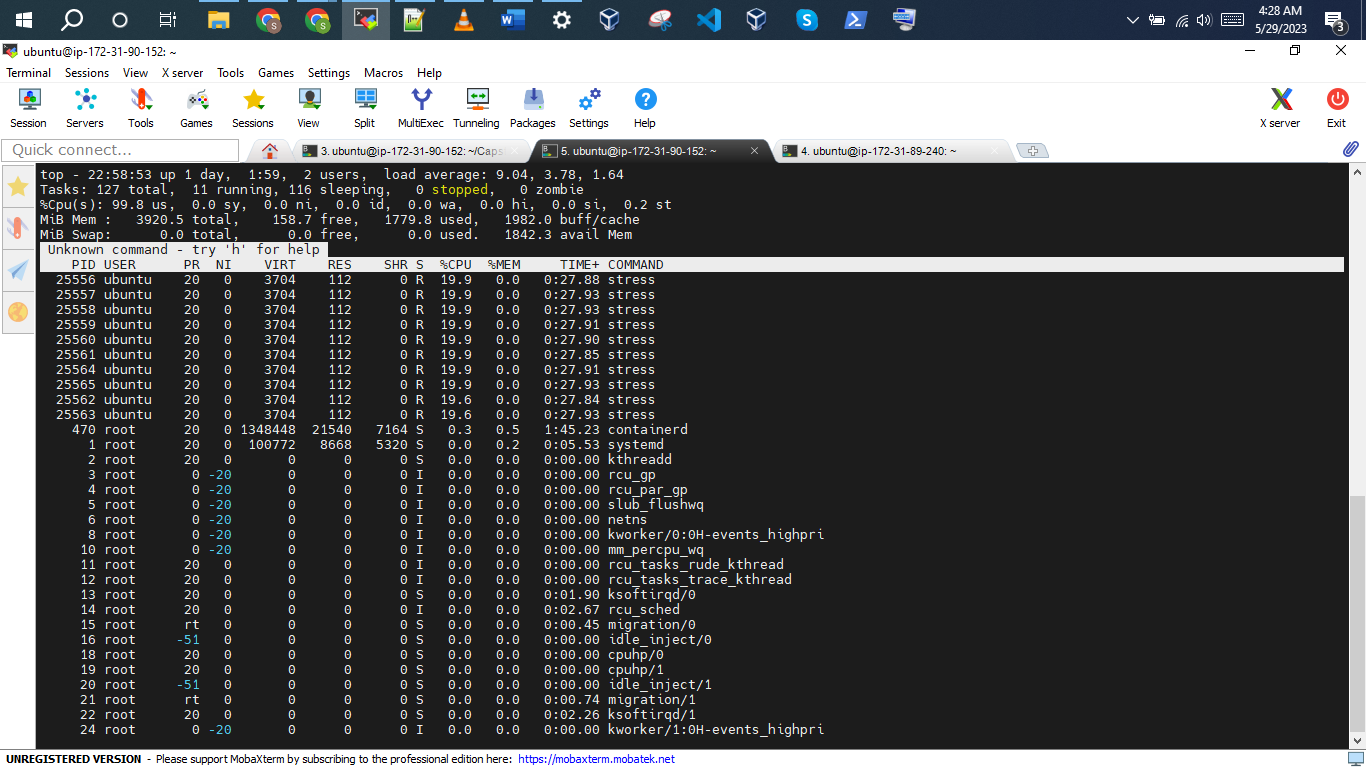 4:28 AM
5/29/2023
3
ubuntu@ip-172-31-90-152: ~
Terminal Sessions View X server Tools Games Settings Macros Help
Session Servers Tools Games Sessions View Split MultiExec Tunneling Packages Settings Help X server Exit
Quick connect... 3. ubuntu@ip-172-31-90-152: ~/Caps 5. ubuntu@ip-172-31-90-152: ~ 4. ubuntu@ip-172-31-89-240: ~
top - 22:58:53 up 1 day, 1:59, 2 users, load average: 9.04, 3.78, 1.64
Tasks: 127 total, 11 running, 116 sleeping, 0 stopped, 0 zombie
%Cpu(s): 99.8 us, 0.0 sy, 0.0 ni, 0.0 id, 0.0 wa, 0.0 hi, 0.0 si, 0.2 st
MiB Mem : 3920.5 total, 158.7 free, 1779.8 used, 1982.0 buff/cache
MiB Swap: 0.0 total, 0.0 free, 0.0 used. 1842.3 avail Mem
Unknown command - try 'h' for help
PID USER PR NI VIRT RES SHR S %CPU %MEM TIME+ COMMAND
25556 ubuntu 20 0 3704 112 0 R 19.9 0.0 0:27.88 stress
25557 ubuntu 20 0 3704 112 0 R 19.9 0.0 0:27.93 stress
25558 ubuntu 20 0 3704 112 0 R 19.9 0.0 0:27.93 stress
25559 ubuntu 20 0 3704 112 0 R 19.9 0.0 0:27.91 stress
25560 ubuntu 20 0 3704 112 0 R 19.9 0.0 0:27.90 stress
25561 ubuntu 20 0 3704 112 0 R 19.9 0.0 0:27.85 stress
25564 ubuntu 20 0 3704 112 0 R 19.9 0.0 0:27.91 stress
25565 ubuntu 20 0 3704 112 0 R 19.9 0.0 0:27.93 stress
25562 ubuntu 20 0 3704 112 0 R 19.6 0.0 0:27.84 stress
25563 ubuntu 20 0 3704 112 0 R 19.6 0.0 0:27.93 stress
470 root 20 0 1348448 21540 7164 S 0.3 0.5 1:45.23 containerd
1 root 20 0 100772 8668 5320 S 0.0 0.2 0:05.53 systemd
2 root 20 0 0 0 0 S 0.0 0.0 0:00.00 kthreadd
3 root 0 -20 0 0 0 I 0.0 0.0 0:00.00 rcu_gp
4 root 0 -20 0 0 0 I 0.0 0.0 0:00.00 rcu_par_gp
5 root 0 -20 0 0 0 I 0.0 0.0 0:00.00 slub_flushwq
6 root 0 -20 0 0 0 I 0.0 0.0 0:00.00 netns
8 root 0 -20 0 0 0 I 0.0 0.0 0:00.00 kworker/0:0H-events_highpri
10 root 0 -20 0 0 0 I 0.0 0.0 0:00.00 mm_percpu_wq
11 root 20 0 0 0 0 I 0.0 0.0 0:00.00 rcu_tasks_rude_kthread
12 root 20 0 0 0 0 I 0.0 0.0 0:00.00 rcu_tasks_trace_kthread
13 root 20 0 0 0 0 S 0.0 0.0 0:01.90 ksoftirqd/0
14 root 20 0 0 0 0 I 0.0 0.0 0:02.67 rcu_sched
15 root rt 0 0 0 0 S 0.0 0.0 0:00.45 migration/0
16 root -51 0 0 0 0 S 0.0 0.0 0:00.00 idle_inject/0
18 root 20 0 0 0 0 S 0.0 0.0 0:00.00 cpuhp/0
19 root 20 0 0 0 0 S 0.0 0.0 0:00.00 cpuhp/1
20 root -51 0 0 0 0 S 0.0 0.0 0:00.00 idle_inject/1
21 root rt 0 0 0 0 S 0.0 0.0 0:00.74 migration/1
22 root 20 0 0 0 0 S 0.0 0.0 0:02.26 ksoftirqd/1
24 root 0 -20 0 0 0 I 0.0 0.0 0:00.00 kworker/1:0H-events_highpri
UNREGISTERED VERSION - Please support MobaXterm by subscribing to the professional edition here: https://mobaxterm.mobatek.net